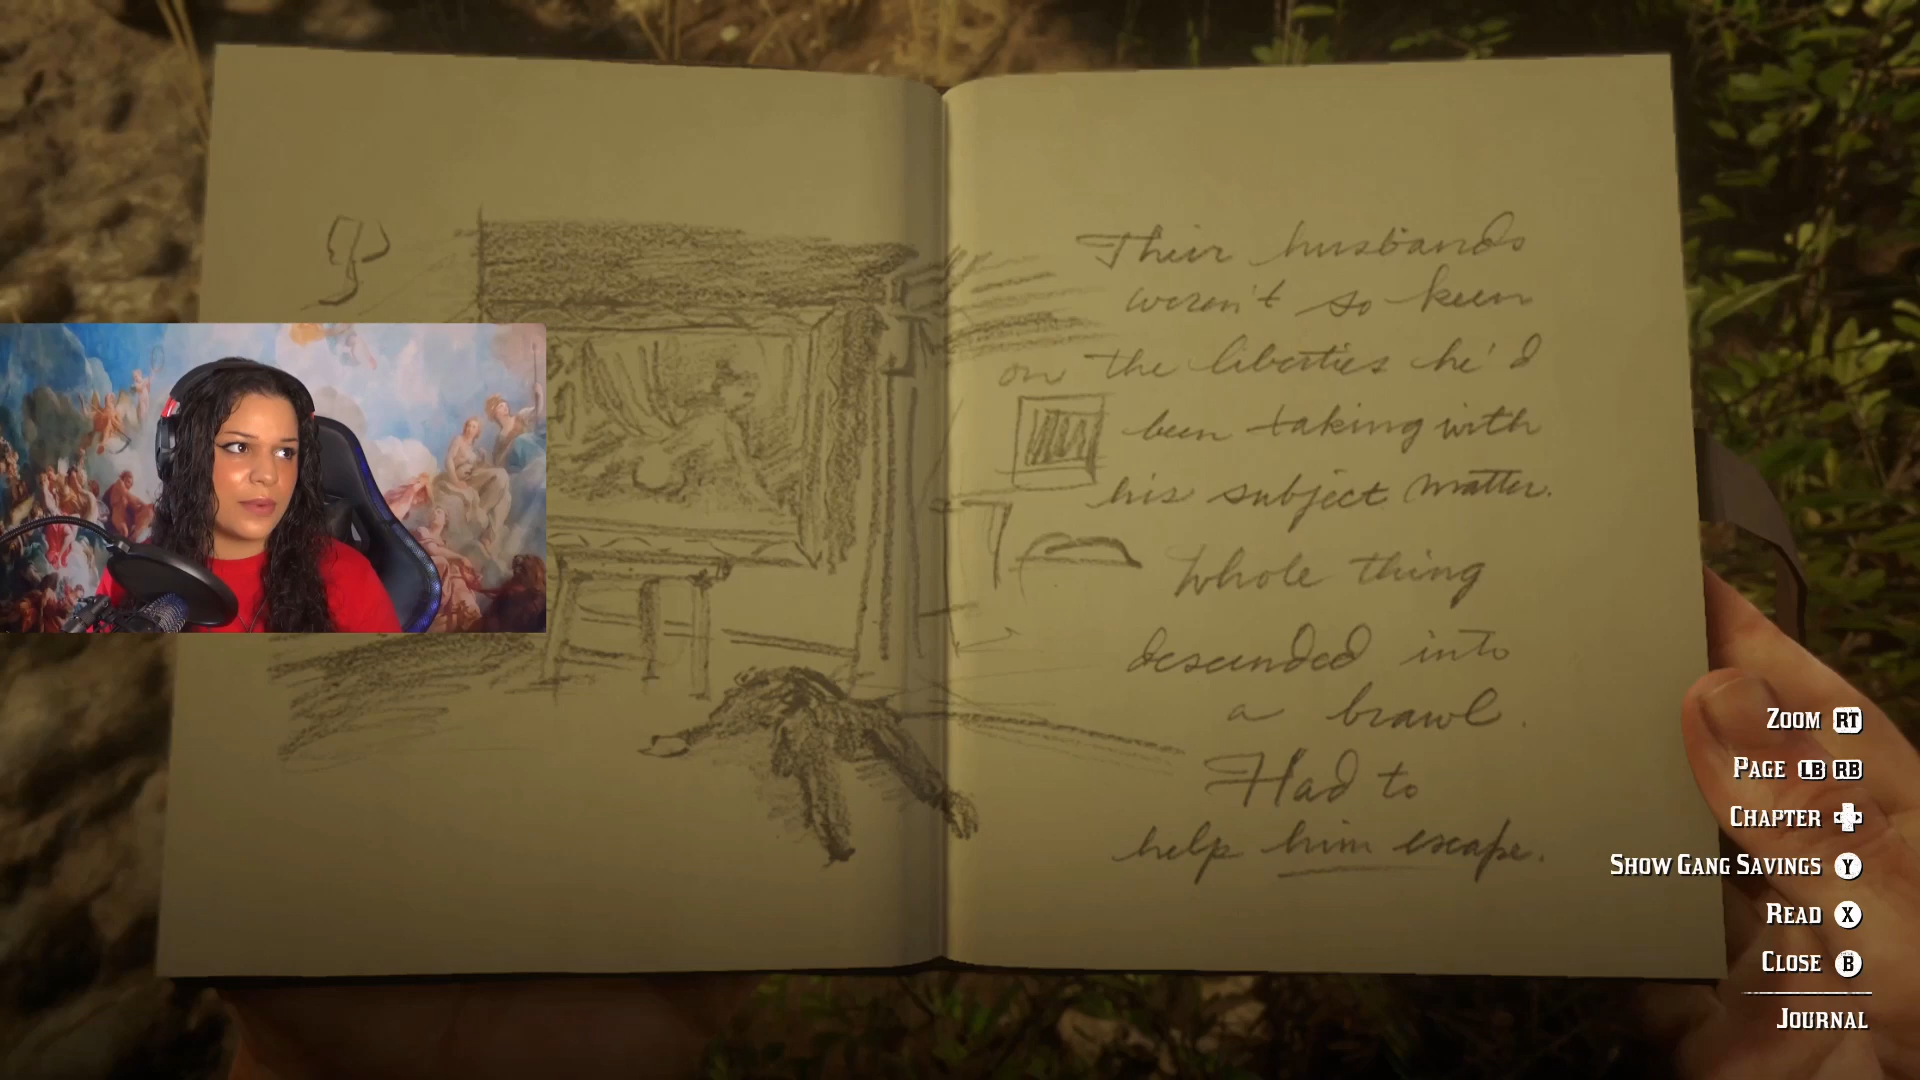 Their husbands
weren't so keen
on the liberties he'd
been taking with
his subject matter.
Whole thing
descended into
a brawl.
Had to
help him escape.
ZOOM RT
PAGE LB RB
CHAPTER
SHOW GANG SAVINGS Y
READ X
CLOSE B
JOURNAL